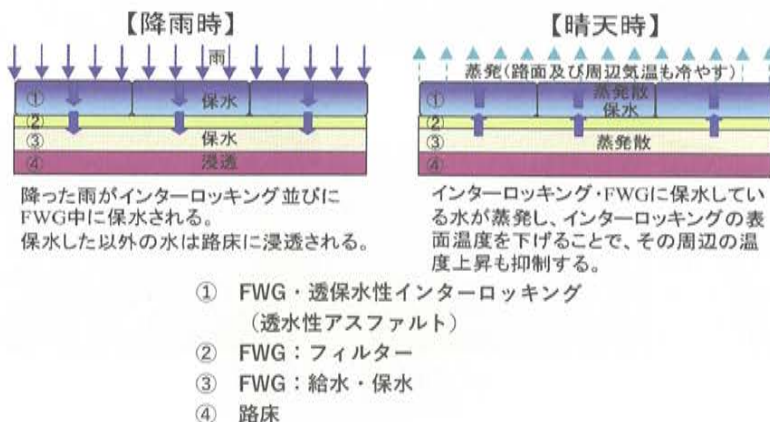 【降雨時】
雨
① 保水
②
③ 保水
④ 浸透
降った雨がインターロッキング並びに
FWG中に保水される。
保水した以外の水は路床に浸透される。
【晴天時】
蒸発(路面及び周辺気温も冷やす)
蒸発散
① 保水
②
③ 蒸発散
④
インターロッキング・FWGに保水してい
る水が蒸発し、インターロッキングの表
面温度を下げることで、その周辺の温
度上昇も抑制する。
① FWG・透保水性インターロッキング
(透水性アスファルト)
② FWG:フィルター
③ FWG:給水・保水
④ 路床